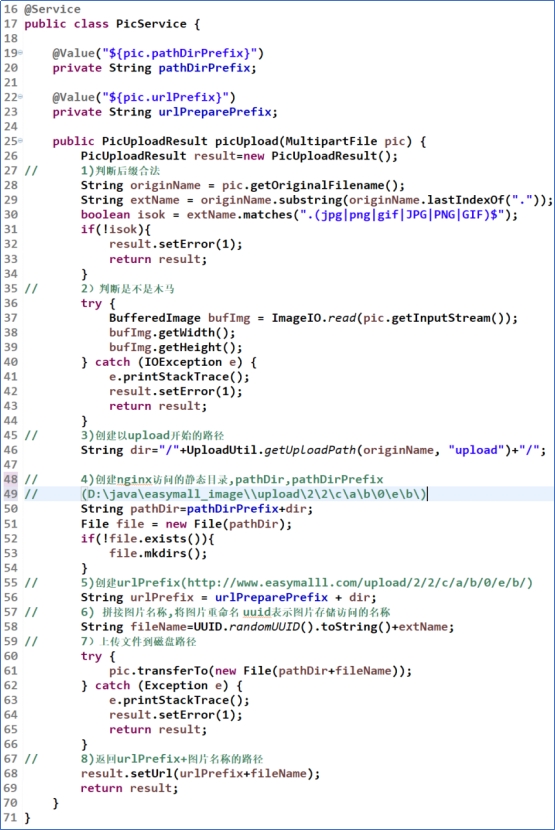 16 @Service
17 public class PicService {
18
19     @Value("${pic.pathDirPrefix}")
20     private String pathDirPrefix;
21
22     @Value("${pic.urlPrefix}")
23     private String urlPreparePrefix;
24
25     public PicUploadResult picUpload(MultipartFile pic) {
26         PicUploadResult result=new PicUploadResult();
27 //      1)判断后缀合法
28         String originName = pic.getOriginalFilename();
29         String extName = originName.substring(originName.lastIndexOf("."));
30         boolean isok = extName.matches(".(jpg|png|gif|JPG|PNG|GIF)$");
31         if(!isok){
32             result.setError(1);
33             return result;
34         }
35 //      2）判断是不是木马
36         try {
37             BufferedImage bufImg = ImageIO.read(pic.getInputStream());
38             bufImg.getWidth();
39             bufImg.getHeight();
40         } catch (IOException e) {
41             e.printStackTrace();
42             result.setError(1);
43             return result;
44         }
45 //      3)创建以upload开始的路径
46         String dir="/"+UploadUtil.getUploadPath(originName, "upload")+"/";
47
48 //      4)创建nginx访问的静态目录,pathDir,pathDirPrefix
49 //      (D:\java\easymall_image\\upload\2\2\c\a\b\0\e\b\)
50         String pathDir=pathDirPrefix+dir;
51         File file = new File(pathDir);
52         if(!file.exists()){
53             file.mkdirs();
54         }
55 //      5)创建urlPrefix(http://www.easymalll.com/upload/2/2/c/a/b/0/e/b/)
56         String urlPrefix = urlPreparePrefix + dir;
57 //      6) 拼接图片名称,将图片重命名 uuid表示图片存储访问的名称
58         String fileName=UUID.randomUUID().toString()+extName;
59 //      7）上传文件到磁盘路径
60         try {
61             pic.transferTo(new File(pathDir+fileName));
62         } catch (Exception e) {
63             e.printStackTrace();
64             result.setError(1);
65             return result;
66         }
67 //      8)返回urlPrefix+图片名称的路径
68         result.setUrl(urlPrefix+fileName);
69         return result;
70     }
71 }